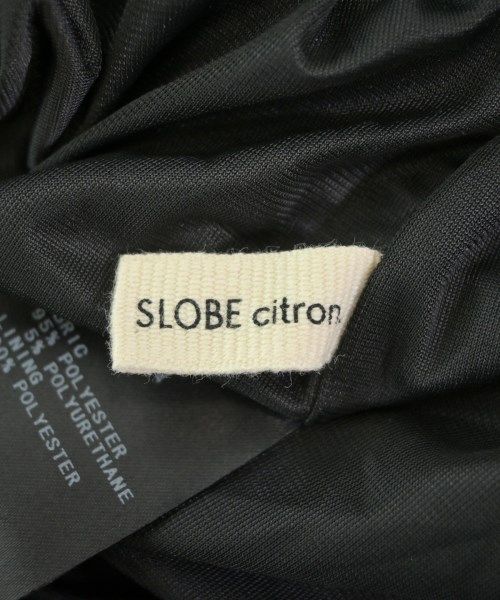 SLOBE citron
95% POLYESTER
5% POLYURETHANE
LINING
POLYESTER